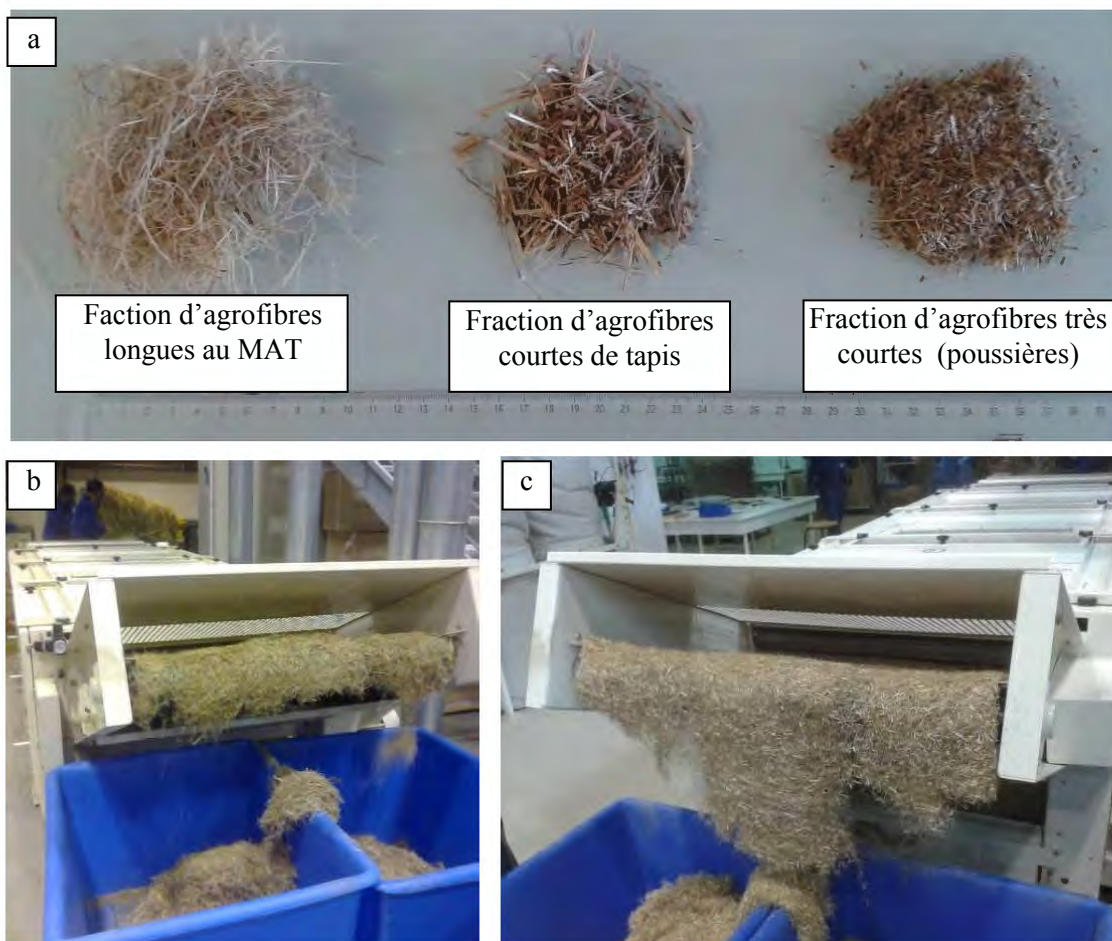 a
Faction d’agrofibres
longues au MAT
Fraction d’agrofibres
courtes de tapis
Fraction d’agrofibres très
courtes (poussières)
b
c